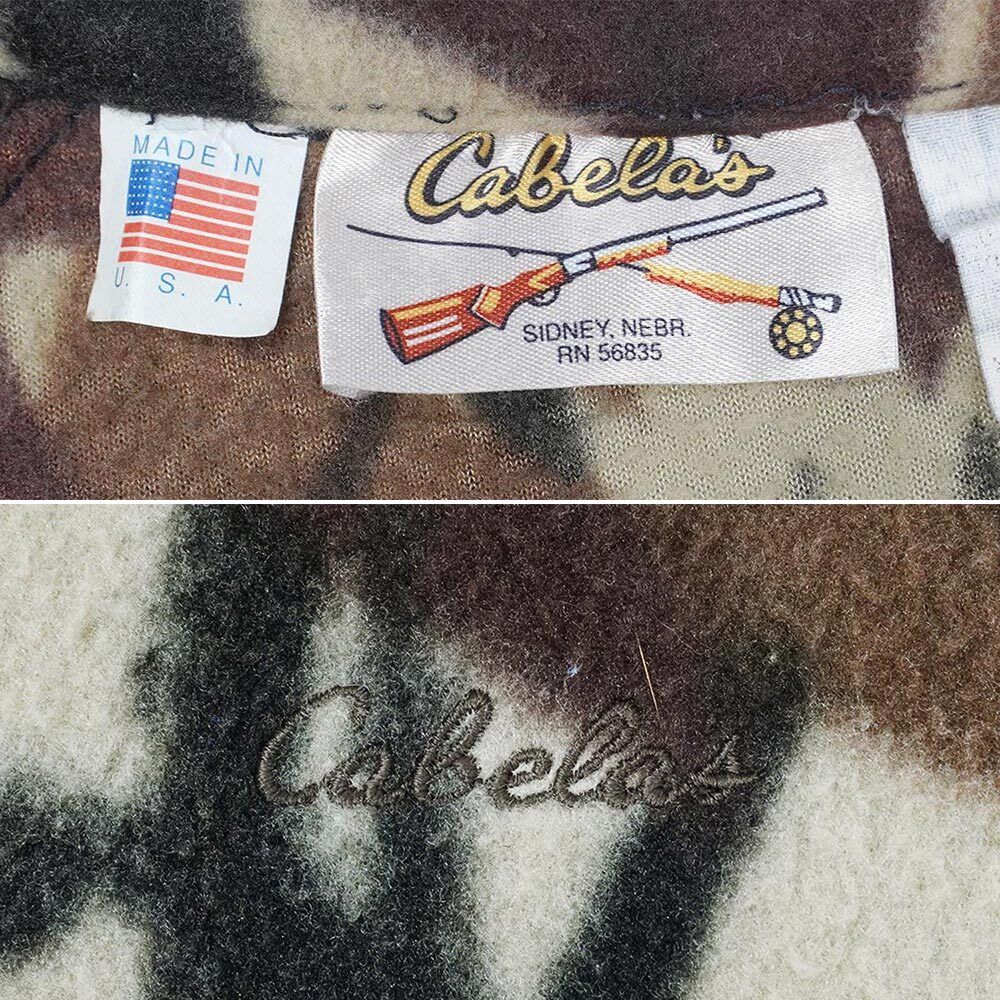 MADE IN
U. S. A.
Cabela's
SIDNEY, NEBR.
RN 56835
Cabela's